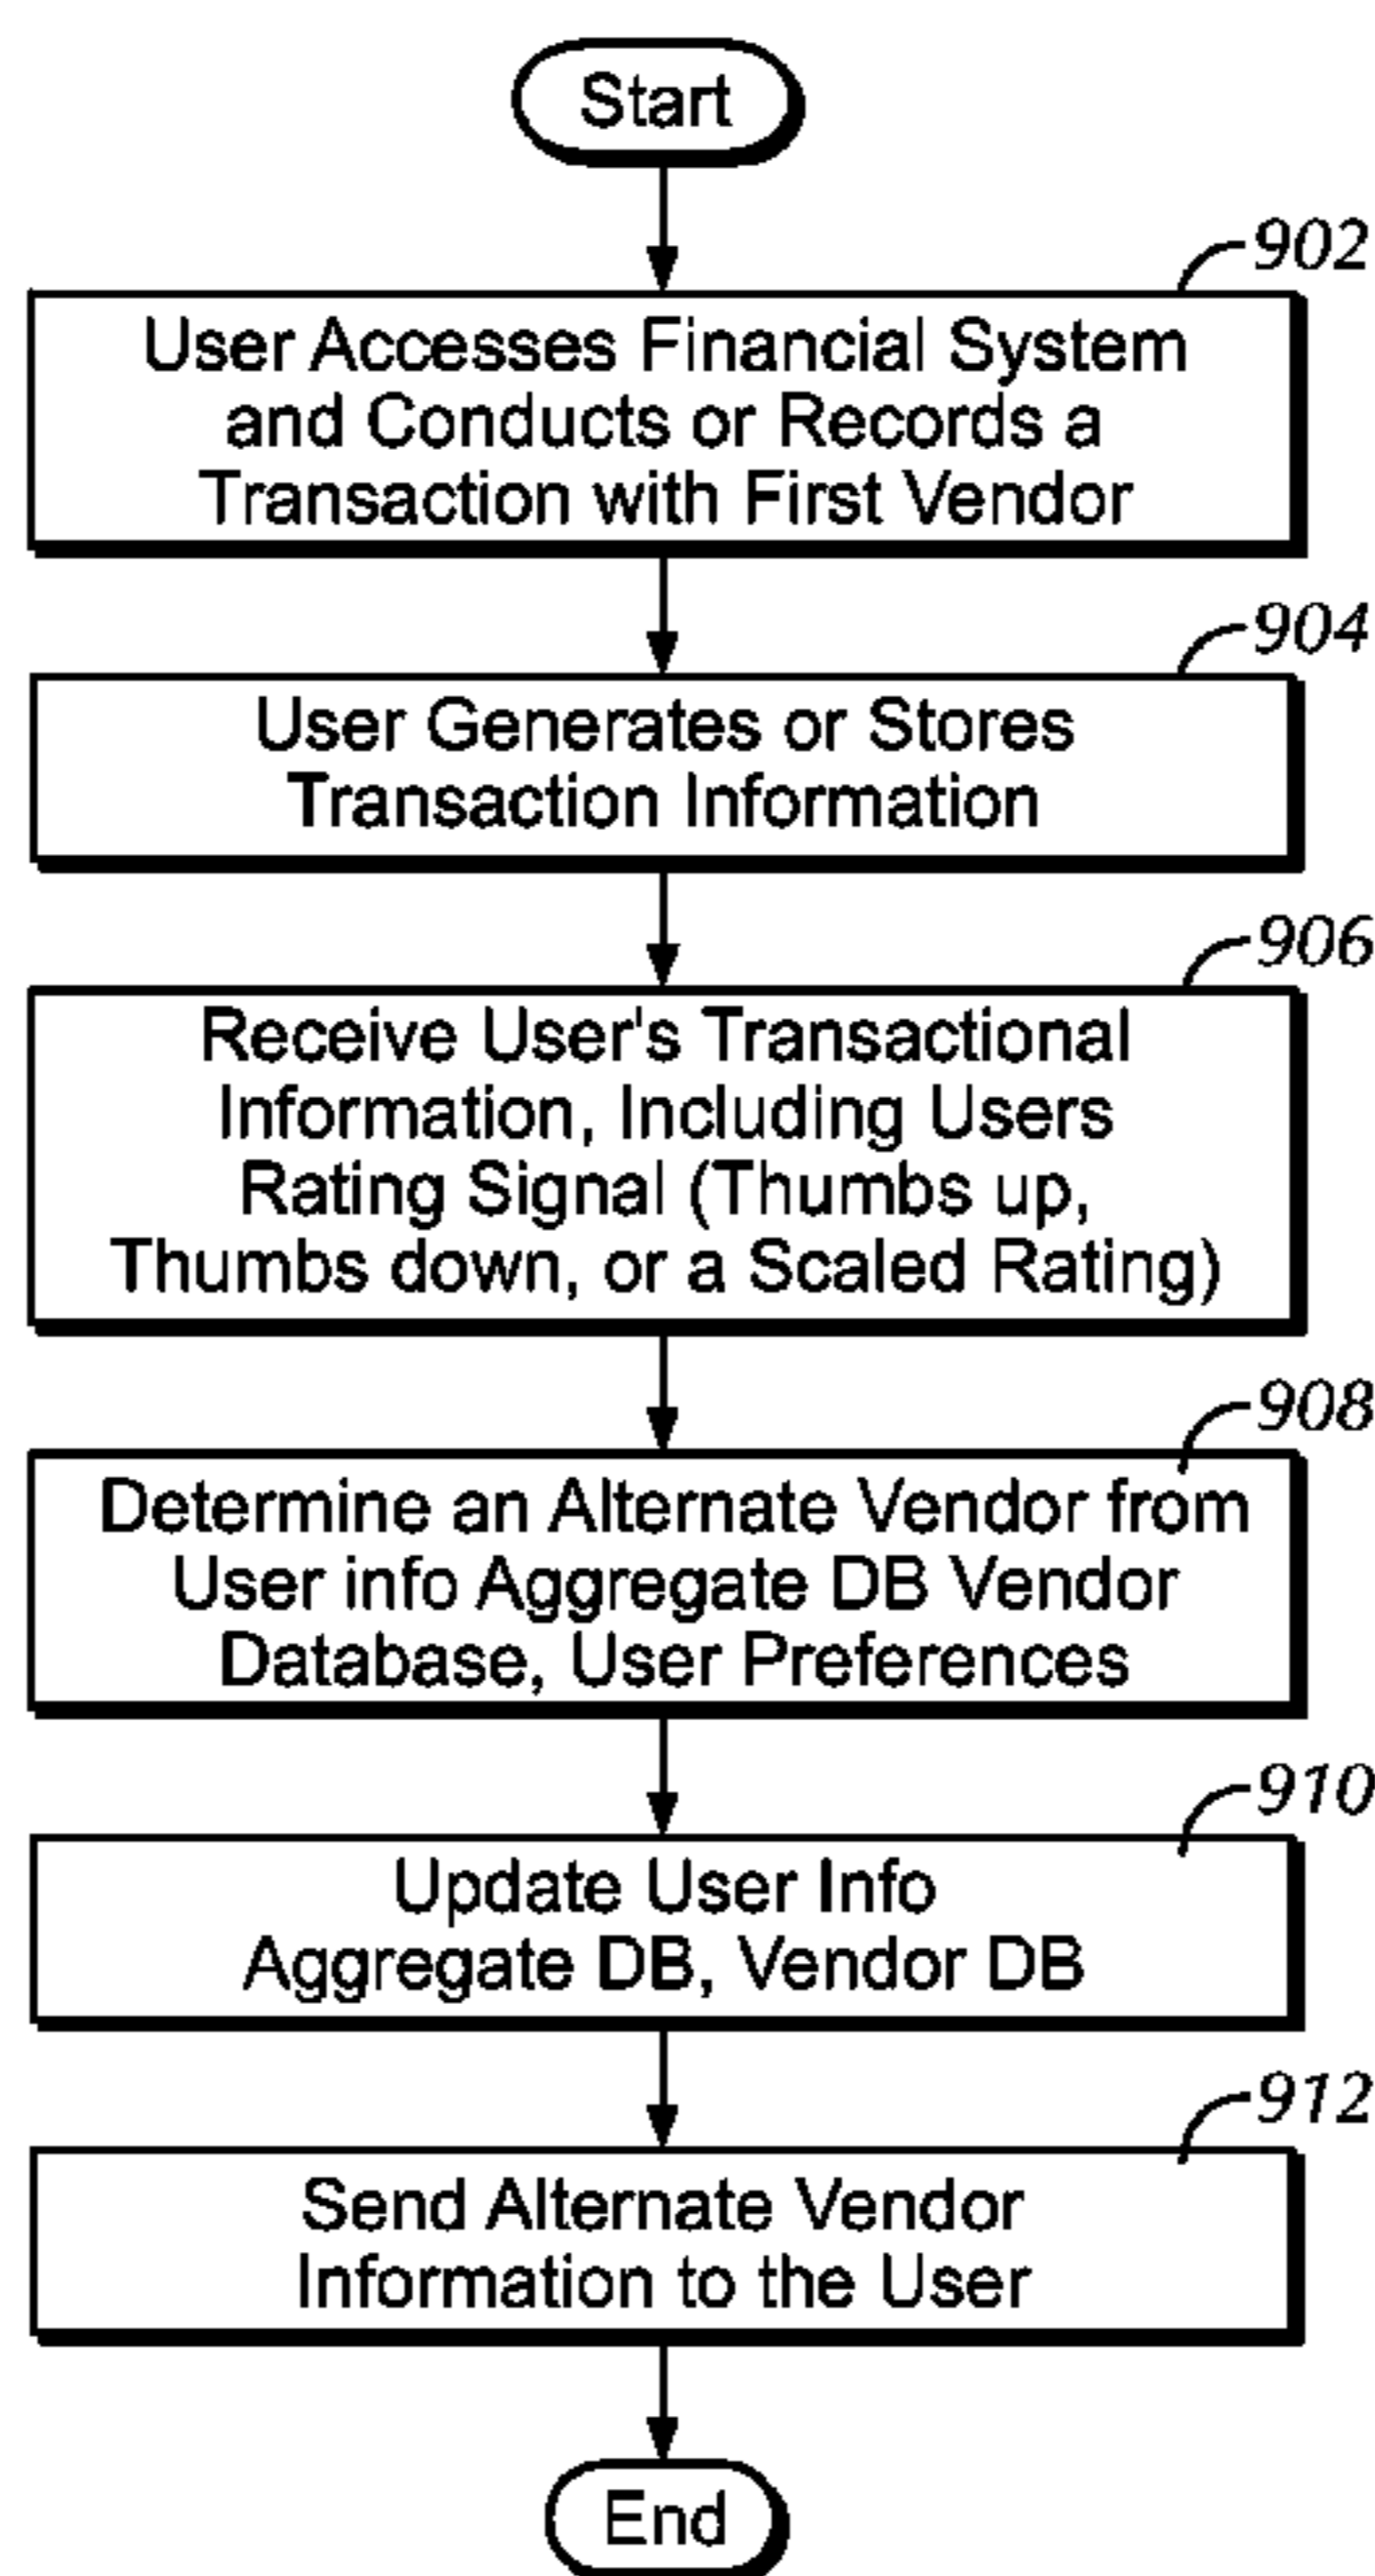 Start
902
User Accesses Financial System
and Conducts or Records a
Transaction with First Vendor
904
User Generates or Stores
Transaction Information
906
Receive User's Transactional
Information, Including Users
Rating Signal (Thumbs up,
Thumbs down, or a Scaled Rating)
908
Determine an Alternate Vendor from
User info Aggregate DB Vendor
Database, User Preferences
910
Update User Info
Aggregate DB, Vendor DB
912
Send Alternate Vendor
Information to the User
End